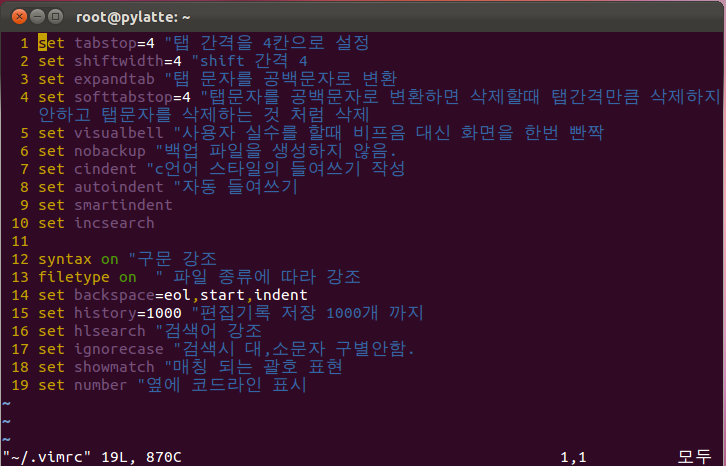 root@pylatte: ~
1 set tabstop=4 "탭 간격을 4칸으로 설정
2 set shiftwidth=4 "shift 간격 4
3 set expandtab "탭 문자를 공백문자로 변환
4 set softtabstop=4 "탭문자를 공백문자로 변환하면 삭제할때 탭간격만큼 삭제하지
안하고 탭문자를 삭제하는 것 처럼 삭제
5 set visualbell "사용자 실수를 할때 비프음 대신 화면을 한번 빤짝
6 set nobackup "백업 파일을 생성하지 않음.
7 set cindent "c언어 스타일의 들여쓰기 작성
8 set autoindent "자동 들여쓰기
9 set smartindent
10 set incsearch
11
12 syntax on "구문 강조
13 filetype on  " 파일 종류에 따라 강조
14 set backspace=eol,start,indent
15 set history=1000 "편집기록 저장 1000개 까지
16 set hlsearch "검색어 강조
17 set ignorecase "검색시 대,소문자 구별안함.
18 set showmatch "매칭 되는 괄호 표현
19 set number "옆에 코드라인 표시
~
~
~
"~/.vimrc" 19L, 870C 1,1 모두